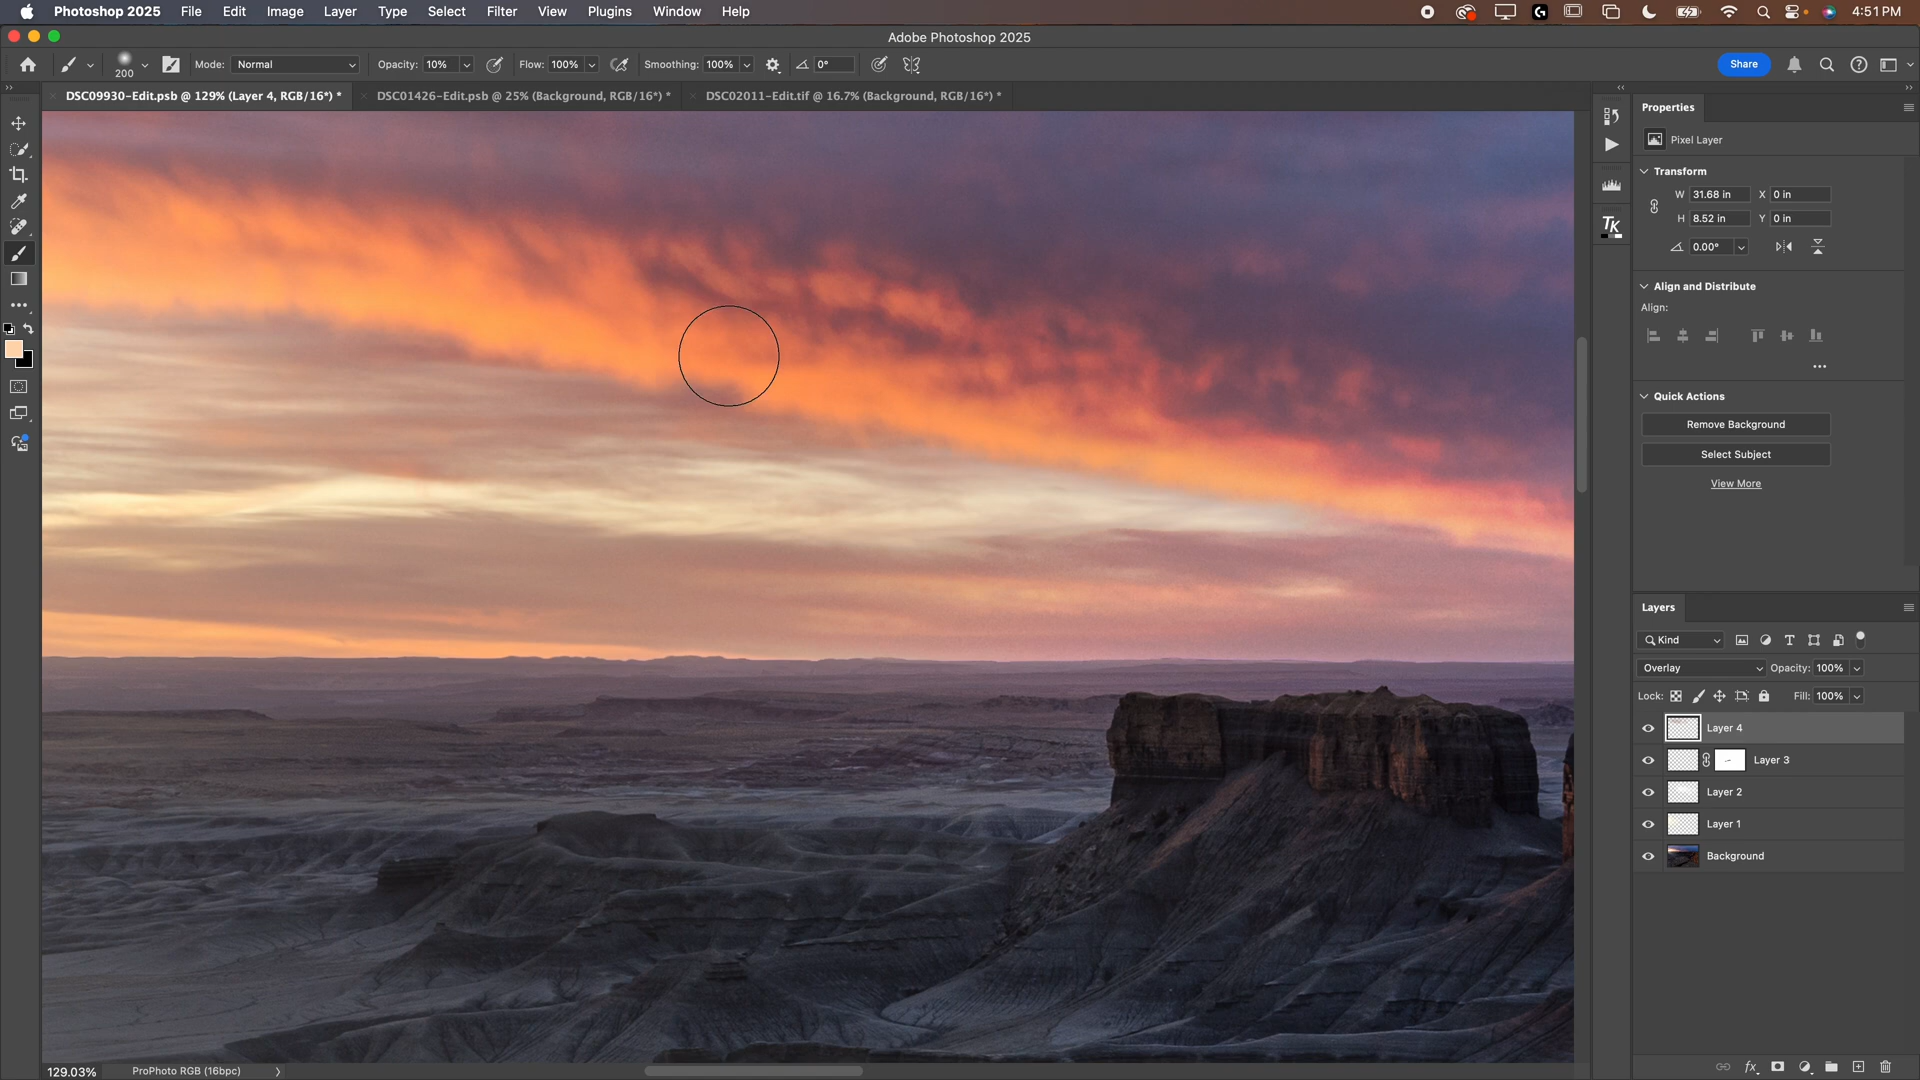 Photoshop 2025 File Edit Image Layer Type Select Filter View Plugins Window Help 4:51 PM
Adobe Photoshop 2025
200 Mode: Normal Opacity: 10% Flow: 100% Smoothing: 100% 0° Share
DSC09930-Edit.psb @ 129% (Layer 4, RGB/16*) * DSC01426-Edit.psb @ 25% (Background, RGB/16*) * DSC02011-Edit.tif @ 16.7% (Background, RGB/16*) *
Properties
Pixel Layer
Transform
W 31.68 in X 0 in
H 8.52 in Y 0 in
TK
0.00°
Align and Distribute
Align:
Quick Actions
Remove Background
Select Subject
View More
Layers
Kind
Overlay Opacity: 100%
Lock: Fill: 100%
Layer 4
Layer 3
Layer 2
Layer 1
Background
129.03% ProPhoto RGB (16bpc)